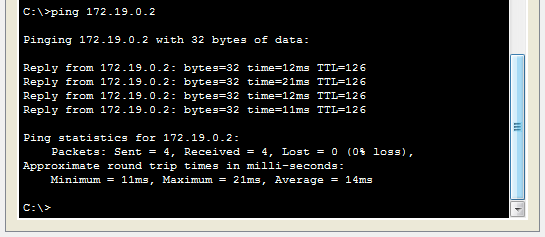 C:\>ping 172.19.0.2
Pinging 172.19.0.2 with 32 bytes of data:
Reply from 172.19.0.2: bytes=32 time=12ms TTL=126
Reply from 172.19.0.2: bytes=32 time=21ms TTL=126
Reply from 172.19.0.2: bytes=32 time=12ms TTL=126
Reply from 172.19.0.2: bytes=32 time=11ms TTL=126
Ping statistics for 172.19.0.2:
    Packets: Sent = 4, Received = 4, Lost = 0 (0% loss),
Approximate round trip times in milli-seconds:
    Minimum = 11ms, Maximum = 21ms, Average = 14ms
C:\>